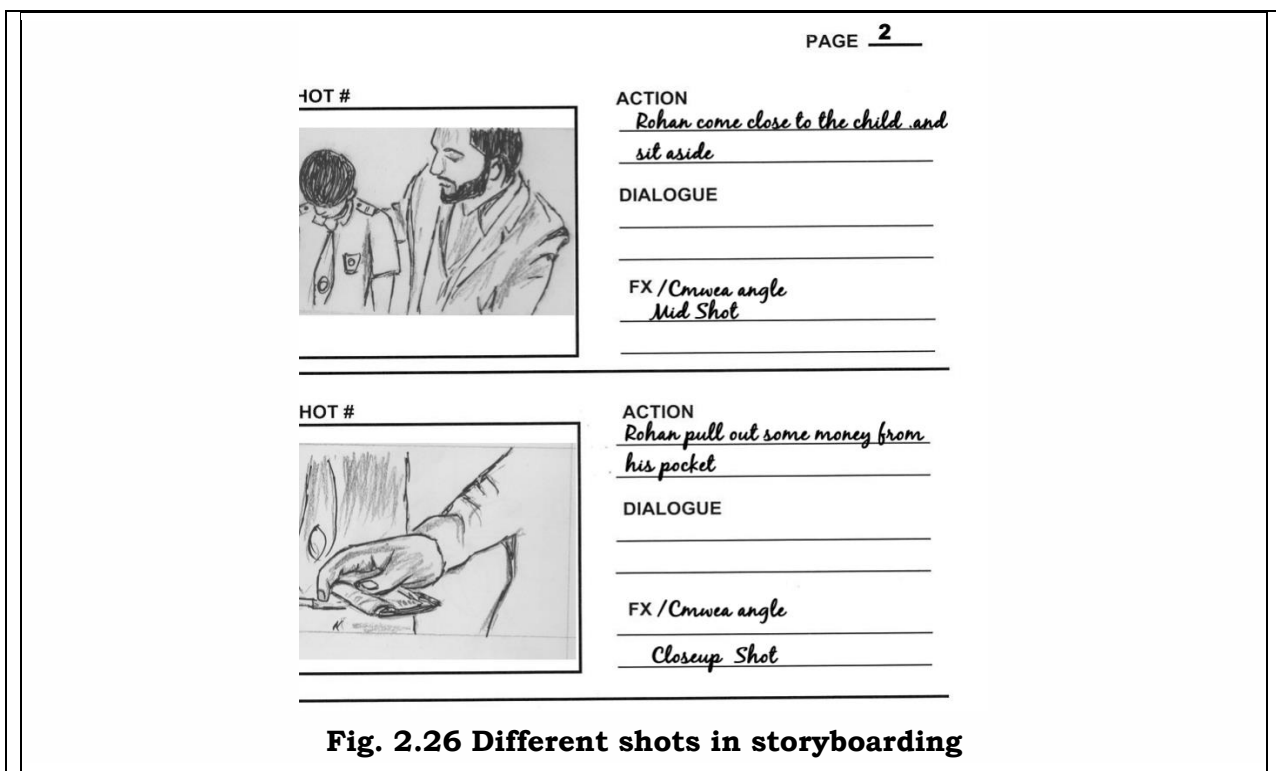 PAGE 2
HOT #
ACTION
Rohan come close to the child .and
sit aside
DIALOGUE
FX /Cmwea angle
Mid Shot
HOT #
ACTION
Rohan pull out some money from
his pocket
DIALOGUE
FX /Cmwea angle
Closeup Shot
Fig. 2.26 Different shots in storyboarding